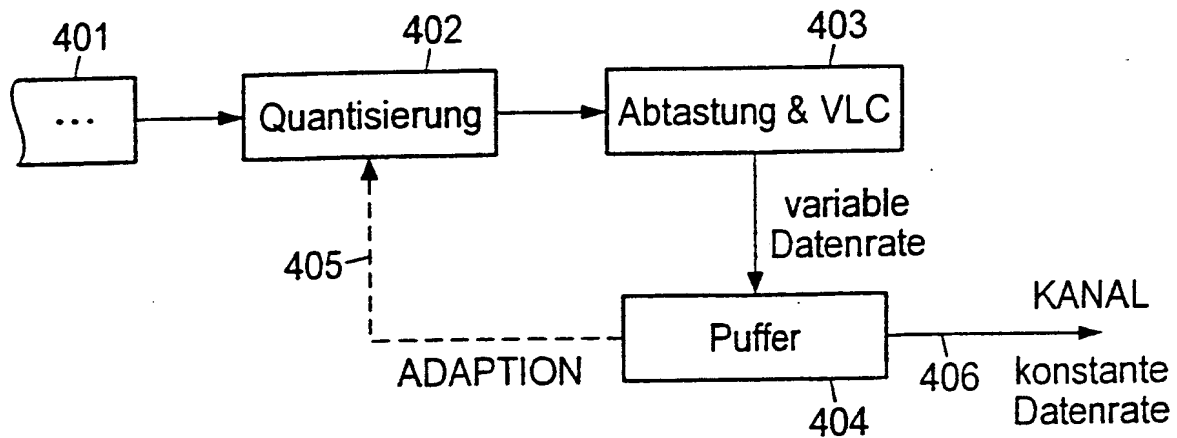 401
402
403
...
Quantisierung
Abtastung & VLC
variable
Datenrate
405
KANAL
Puffer
ADAPTION
406
konstante
Datenrate
404